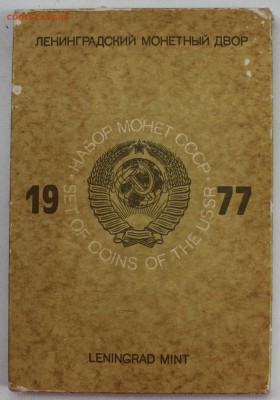 ЛЕНИНГРАДСКИЙ МОНЕТНЫЙ ДВОР
·НАБОР МОНЕТ СССР·
19 77
SET OF COINS OF THE USSR
LENINGRAD MINT